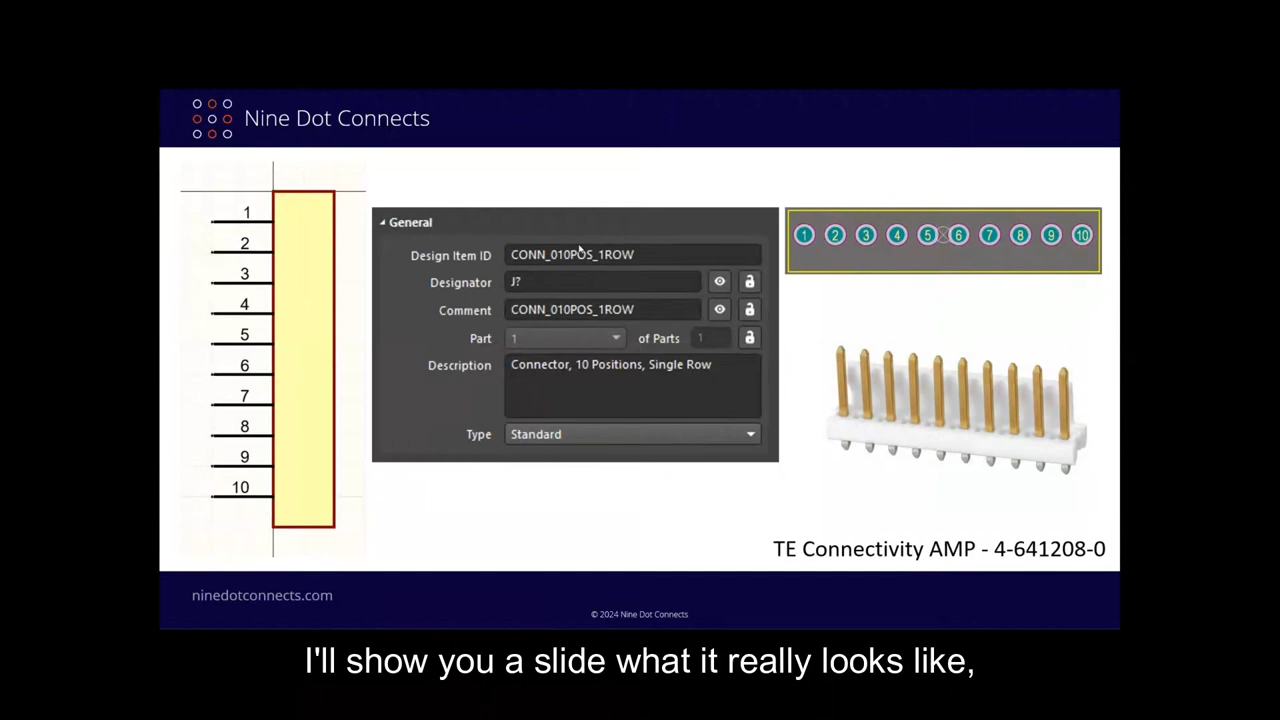 Nine Dot Connects
1
2
3
4
5
6
7
8
9
10
General
Design Item ID CONN_010POS_1ROW
Designator J?
Comment CONN_010POS_1ROW
Part 1 of Parts 1
Description Connector, 10 Positions, Single Row
Type Standard
1 2 3 4 5 6 7 8 9 10
TE Connectivity AMP - 4-641208-0
ninedotconnects.com
© 2024 Nine Dot Connects
I'll show you a slide what it really looks like,